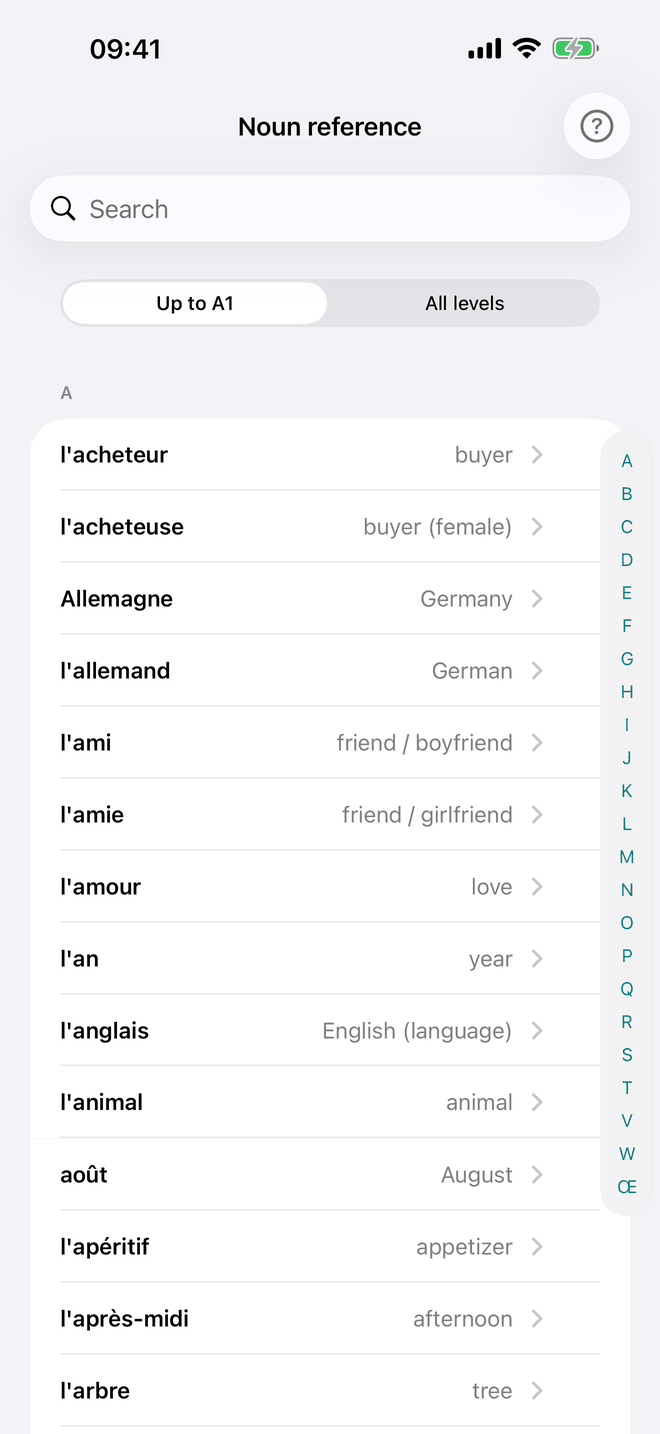 09:41
Noun reference
?
Search
Up to A1 All levels
A
l'acheteur buyer
l'acheteuse buyer (female)
Allemagne Germany
l'allemand German
l'ami friend / boyfriend
l'amie friend / girlfriend
l'amour love
l'an year
l'anglais English (language)
l'animal animal
août August
l'apéritif appetizer
l'après-midi afternoon
l'arbre tree
A
B
C
D
E
F
G
H
I
J
K
L
M
N
O
P
Q
R
S
T
V
W
Œ